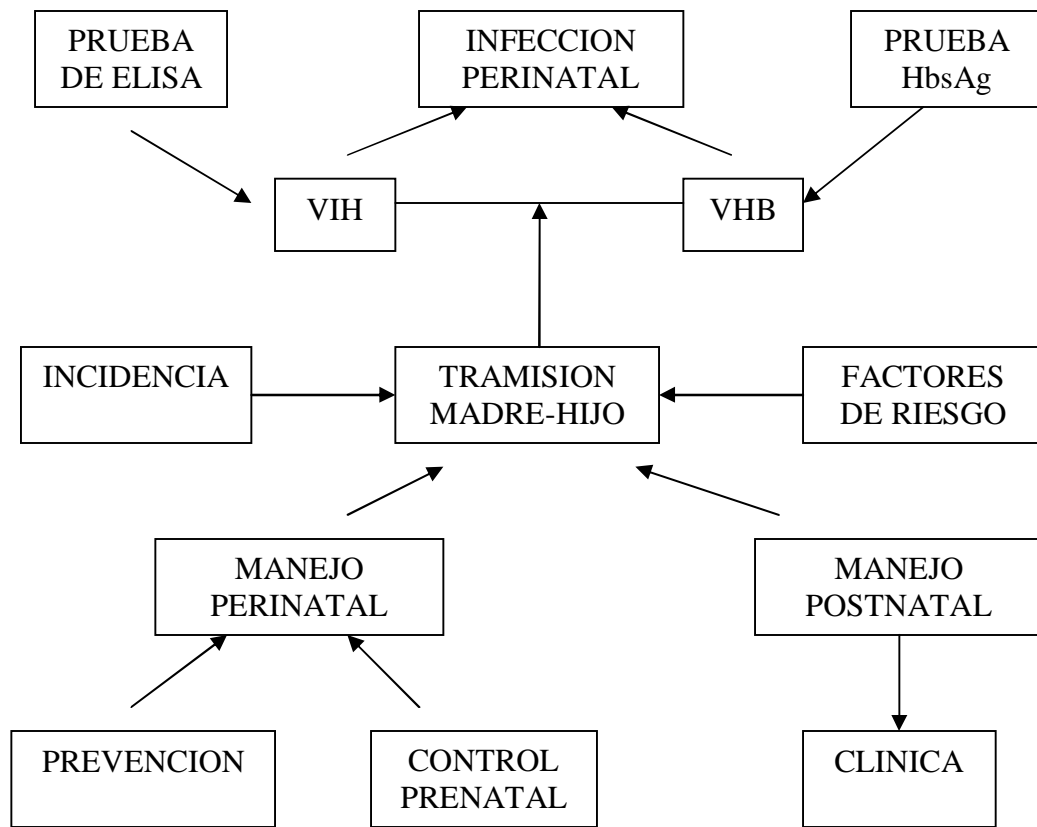 PRUEBA
DE ELISA
INFECCION
PERINATAL
PRUEBA
HbsAg
VIH
VHB
INCIDENCIA
TRAMISION
MADRE-HIJO
FACTORES
DE RIESGO
MANEJO
PERINATAL
MANEJO
POSTNATAL
PREVENCION
CONTROL
PRENATAL
CLINICA